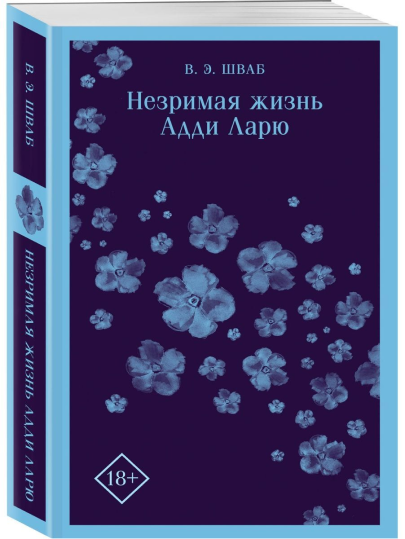 В. Э. ШВАБ
Незримая жизнь
Адди Ларю
18+
В. Э. ШВАБ
НЕЗРИМАЯ ЖИЗНЬ АДДИ ЛАРЮ